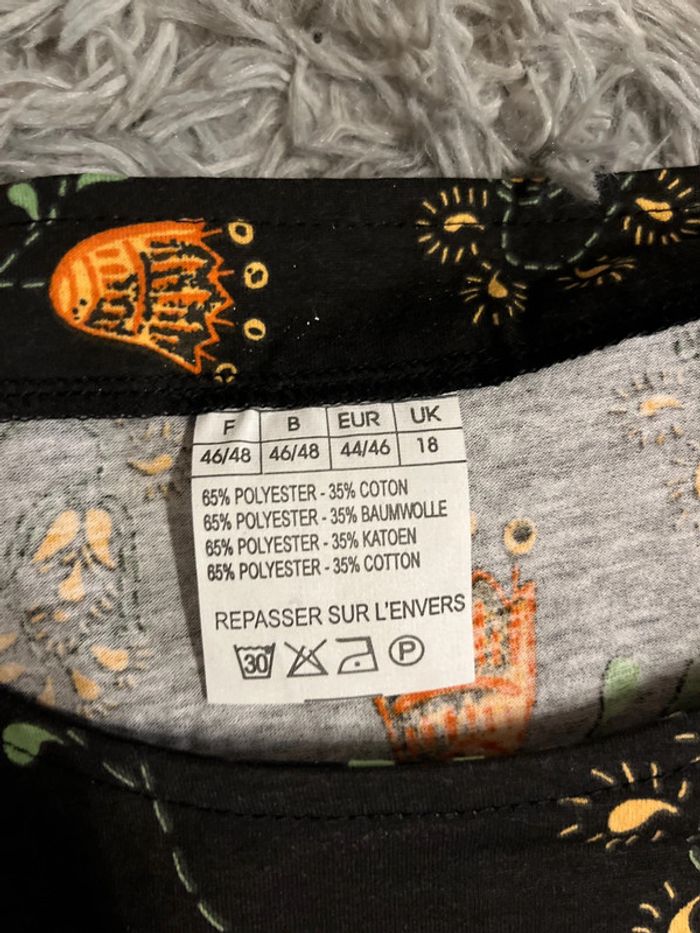 F B EUR UK
46/48 46/48 44/46 18
65% POLYESTER - 35% COTON
65% POLYESTER - 35% BAUMWOLLE
65% POLYESTER - 35% KATOEN
65% POLYESTER - 35% COTTON
REPASSER SUR L'ENVERS
30 P